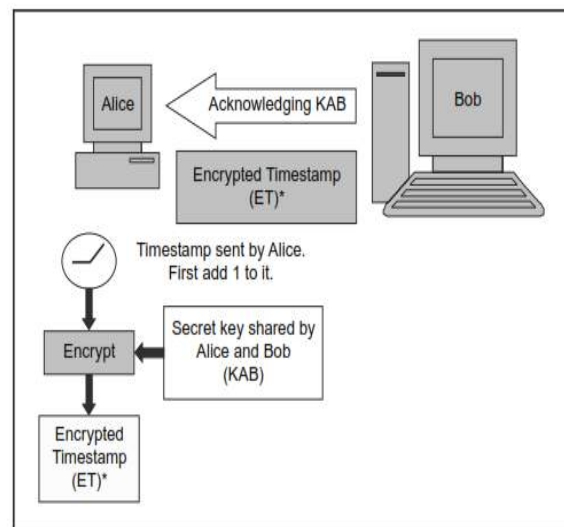 Alice
Acknowledging KAB
Bob
Encrypted Timestamp
(ET)*
Timestamp sent by Alice.
First add 1 to it.
Encrypt
Secret key shared by
Alice and Bob
(KAB)
Encrypted
Timestamp
(ET)*